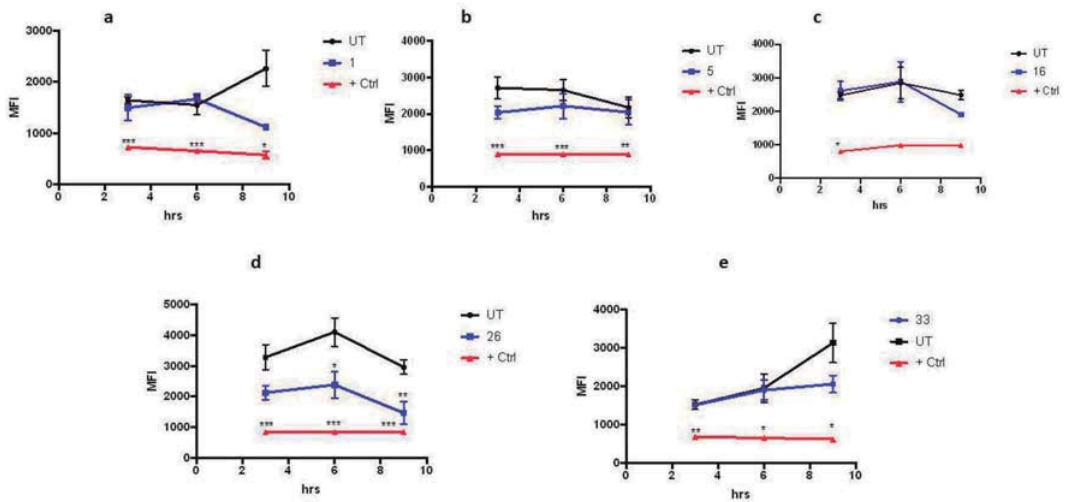 a
3000
2000
1000
0
MFI
*** *** *
0 2 4 6 8 10
hrs
UT
1
+ Ctrl
b
4000
3000
2000
1000
0
MFI
*** *** **
0 2 4 6 8 10
hrs
UT
5
+ Ctrl
c
4000
3000
2000
1000
0
MFI
*
0 2 4 6 8 10
hrs
UT
16
+ Ctrl
d
5000
4000
3000
2000
1000
0
MFI
* **
*** *** ***
0 2 4 6 8 10
hrs
UT
26
+ Ctrl
e
4000
3000
2000
1000
0
MFI
** * *
0 2 4 6 8 10
hrs
33
UT
+ Ctrl